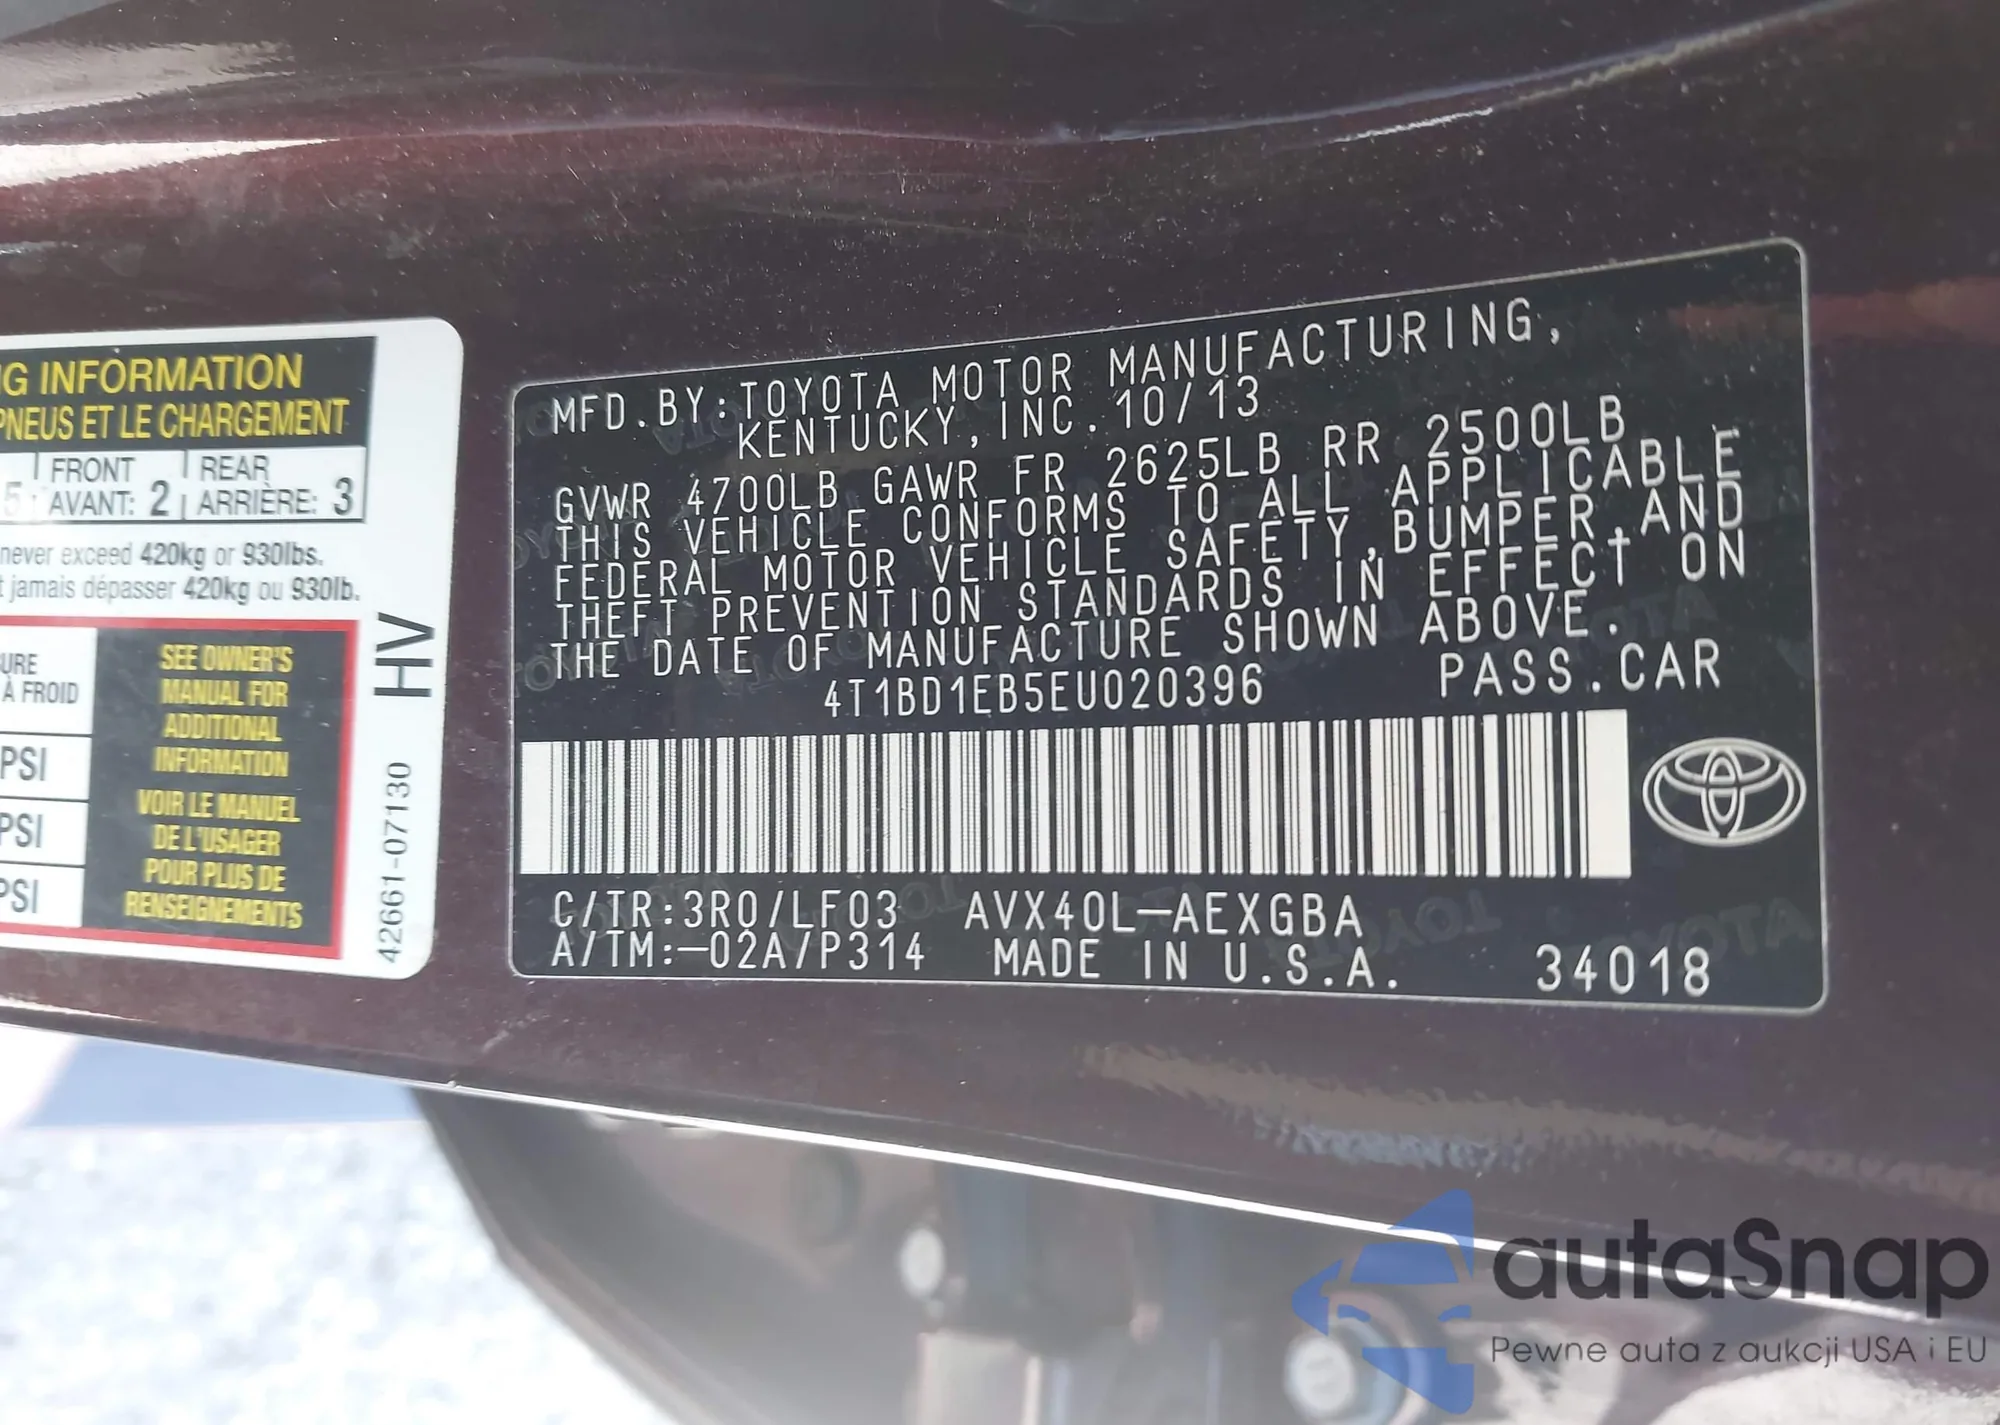 NG INFORMATION
PNEUS ET LE CHARGEMENT
5 FRONT REAR
AVANT: 2 ARRIÈRE: 3
never exceed 420kg or 930lbs.
t jamais dépasser 420kg ou 930lb.
URE
À FROID
PSI
PSI
PSI
SEE OWNER'S
MANUAL FOR
ADDITIONAL
INFORMATION
VOIR LE MANUEL
DE L'USAGER
POUR PLUS DE
RENSEIGNEMENTS
HV
42661-07130
MFD.BY:TOYOTA MOTOR MANUFACTURING,
KENTUCKY,INC.10/13
GVWR 4700LB GAWR FR 2625LB RR 2500LB
THIS VEHICLE CONFORMS TO ALL APPLICABLE
FEDERAL MOTOR VEHICLE SAFETY,BUMPER,AND
THEFT PREVENTION STANDARDS IN EFFECT ON
THE DATE OF MANUFACTURE SHOWN ABOVE.
4T1BD1EB5EU020396 PASS.CAR
C/TR:3R0/LF03 AVX40L-AEXGBA
A/TM:-02A/P314 MADE IN U.S.A. 34018
autaSnap
Pewne auta z aukcji USA i EU